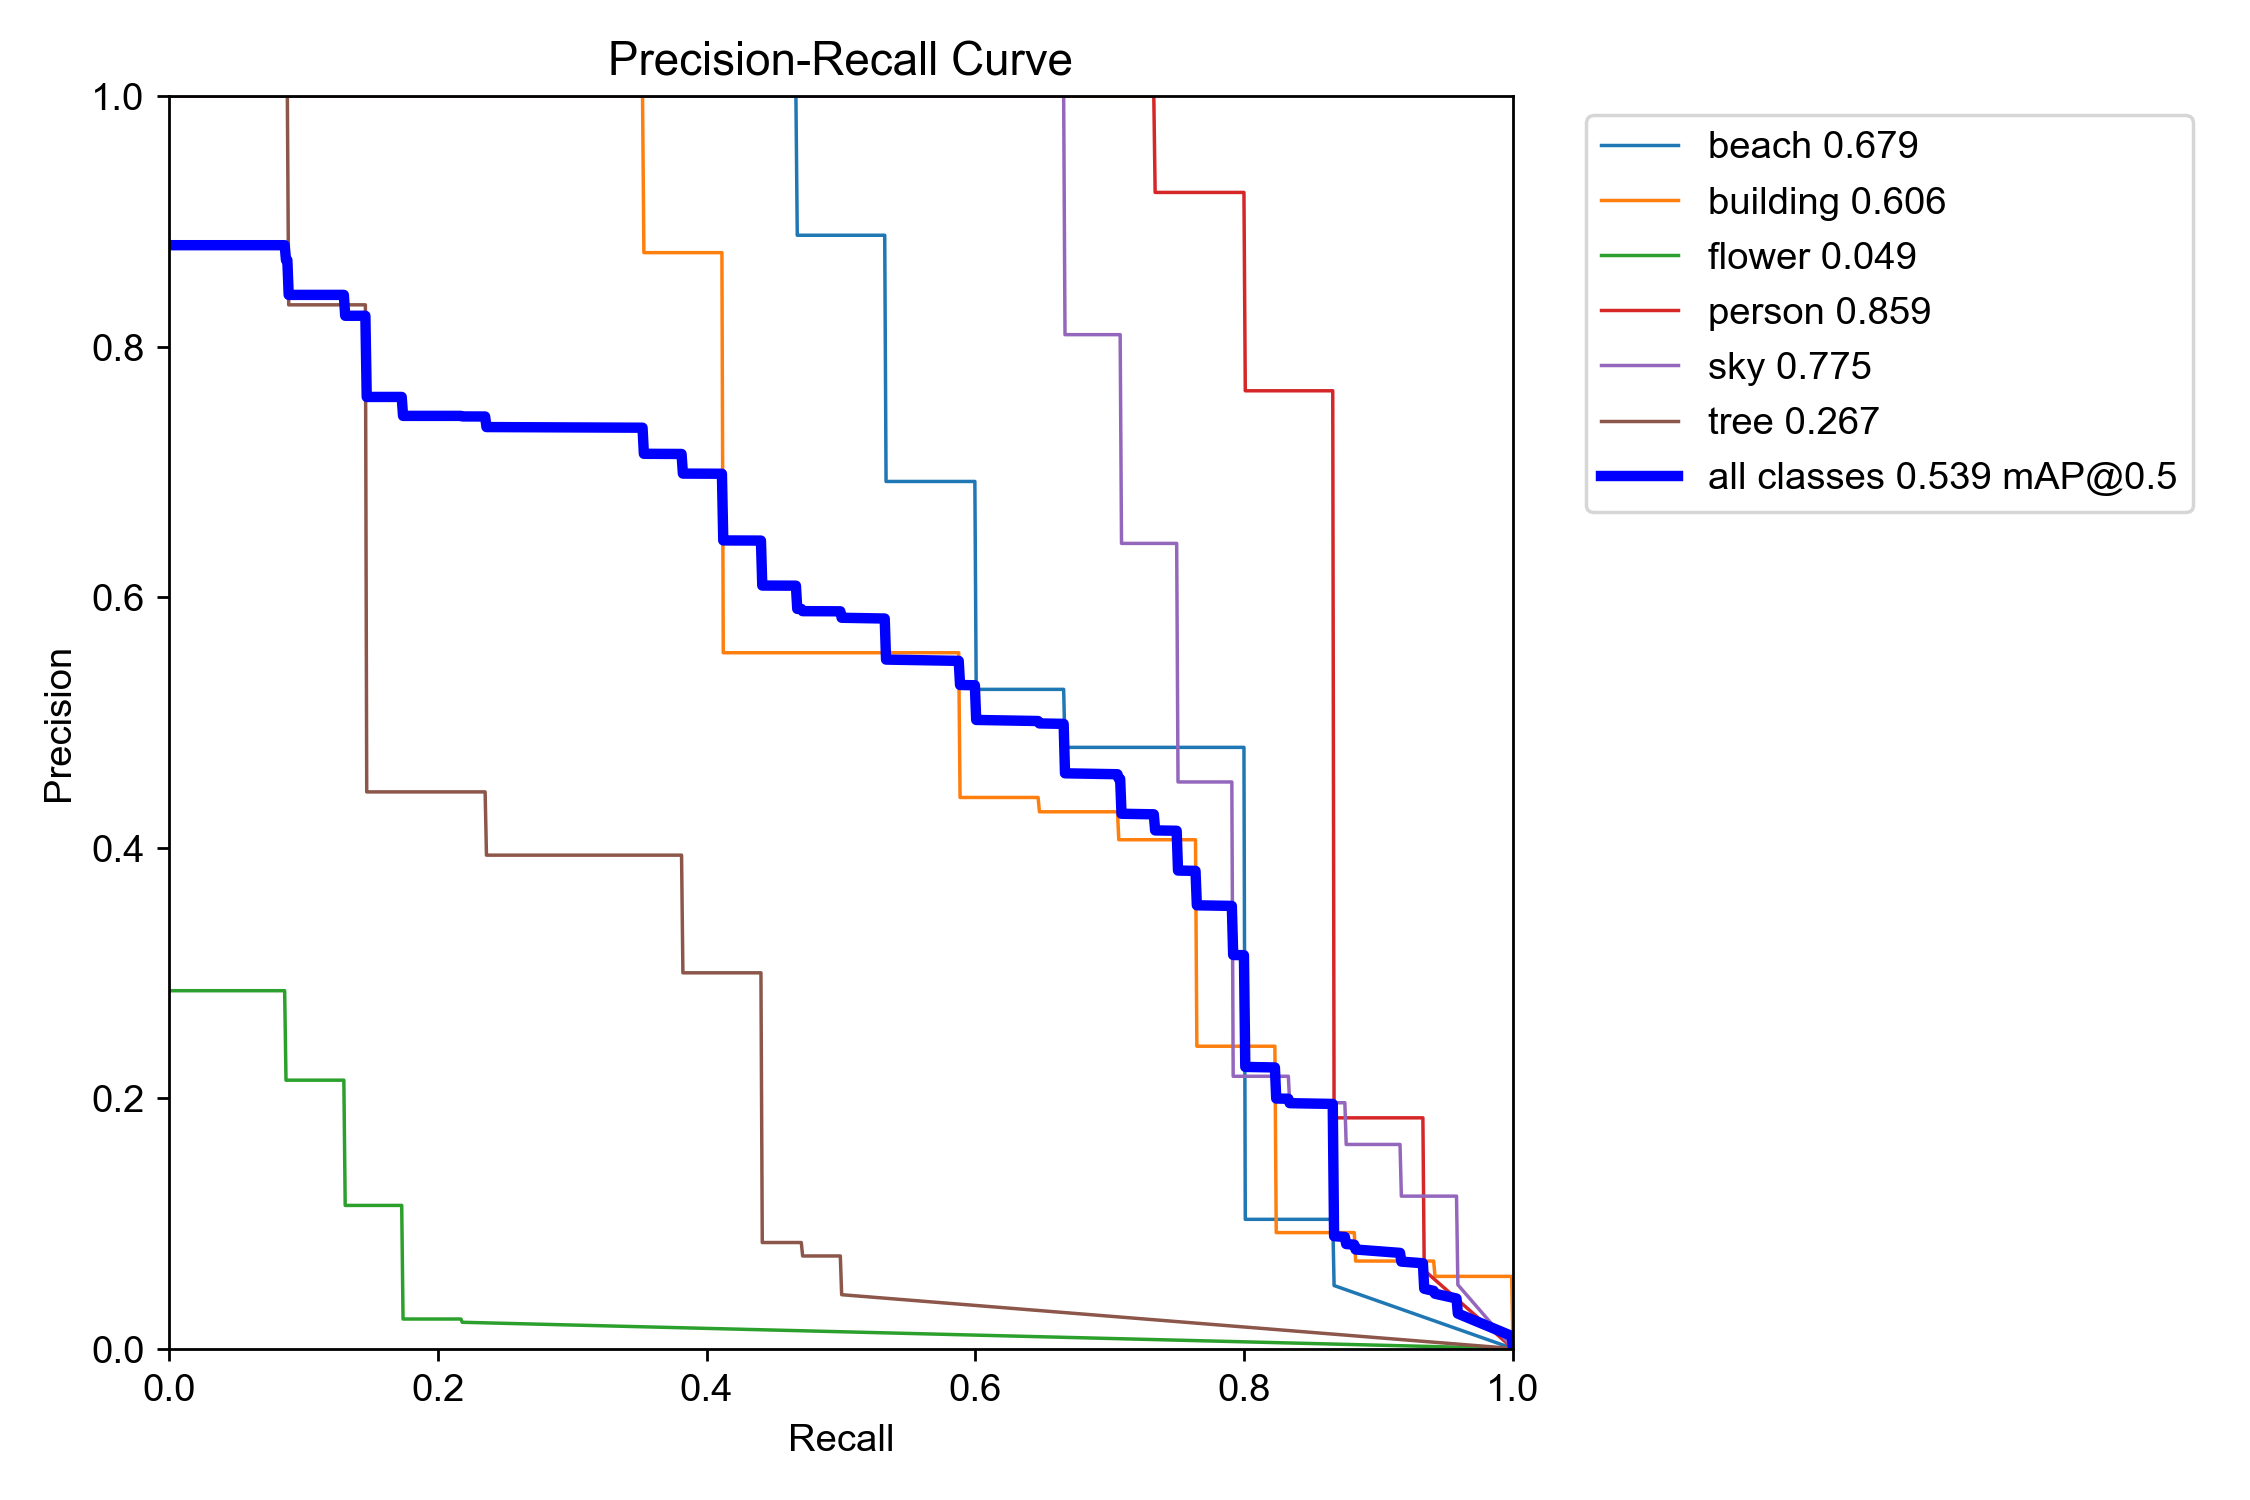 Precision-Recall Curve
1.0
0.8
0.6
0.4
0.2
0.0
Precision
0.0 0.2 0.4 0.6 0.8 1.0
Recall
beach 0.679
building 0.606
flower 0.049
person 0.859
sky 0.775
tree 0.267
all classes 0.539 mAP@0.5